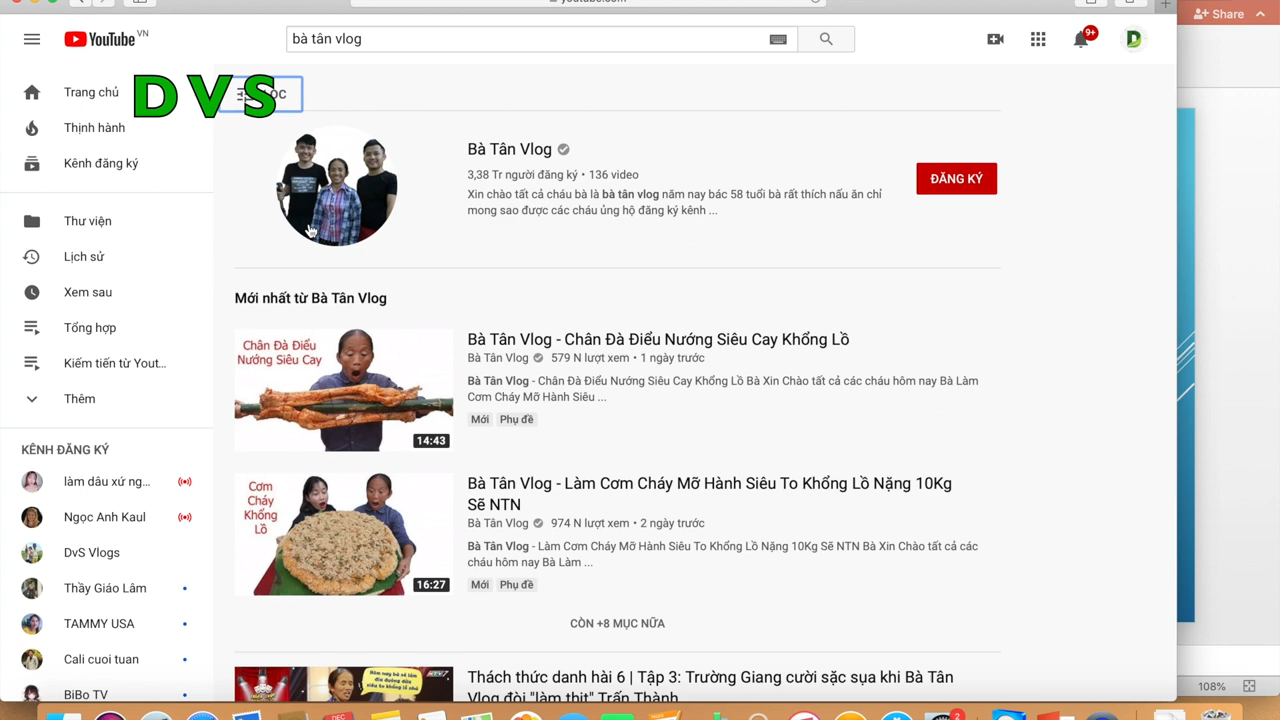 youtube.com
Share
YouTube VN
bà tân vlog
9+
DVS
Trang chủ
Thịnh hành
Kênh đăng ký
Thư viện
Lịch sử
Xem sau
Tổng hợp
Kiếm tiền từ Yout...
Thêm
KÊNH ĐĂNG KÝ
làm dâu xứ ng...
Ngọc Anh Kaul
DvS Vlogs
Thầy Giáo Lâm
TAMMY USA
Cali cuoi tuan
BiBo TV
Bà Tân Vlog
3,38 Tr người đăng ký • 136 video
Xin chào tất cả cháu bà là bà tân vlog năm nay bác 58 tuổi bà rất thích nấu ăn chỉ
mong sao được các cháu ủng hộ đăng ký kênh ...
ĐĂNG KÝ
Mới nhất từ Bà Tân Vlog
Chân Đà Điểu
Nướng Siêu Cay
14:43
Bà Tân Vlog - Chân Đà Điểu Nướng Siêu Cay Khổng Lồ
Bà Tân Vlog 579 N lượt xem • 1 ngày trước
Bà Tân Vlog - Chân Đà Điểu Nướng Siêu Cay Khổng Lồ Bà Xin Chào tất cả các cháu hôm nay Bà Làm
Cơm Cháy Mỡ Hành Siêu ...
Mới Phụ đề
Cơm
Cháy
Khổng
Lồ
16:27
Bà Tân Vlog - Làm Cơm Cháy Mỡ Hành Siêu To Khổng Lồ Nặng 10Kg
Sẽ NTN
Bà Tân Vlog 974 N lượt xem • 2 ngày trước
Bà Tân Vlog - Làm Cơm Cháy Mỡ Hành Siêu To Khổng Lồ Nặng 10Kg Sẽ NTN Bà Xin Chào tất cả các
cháu hôm nay Bà Làm ...
Mới Phụ đề
CÒN +8 MỤC NỮA
Thách thức danh hài 6 | Tập 3: Trường Giang cười sặc sụa khi Bà Tân
Vlog đòi "làm thịt" Trấn Thành
108%
DEC
2